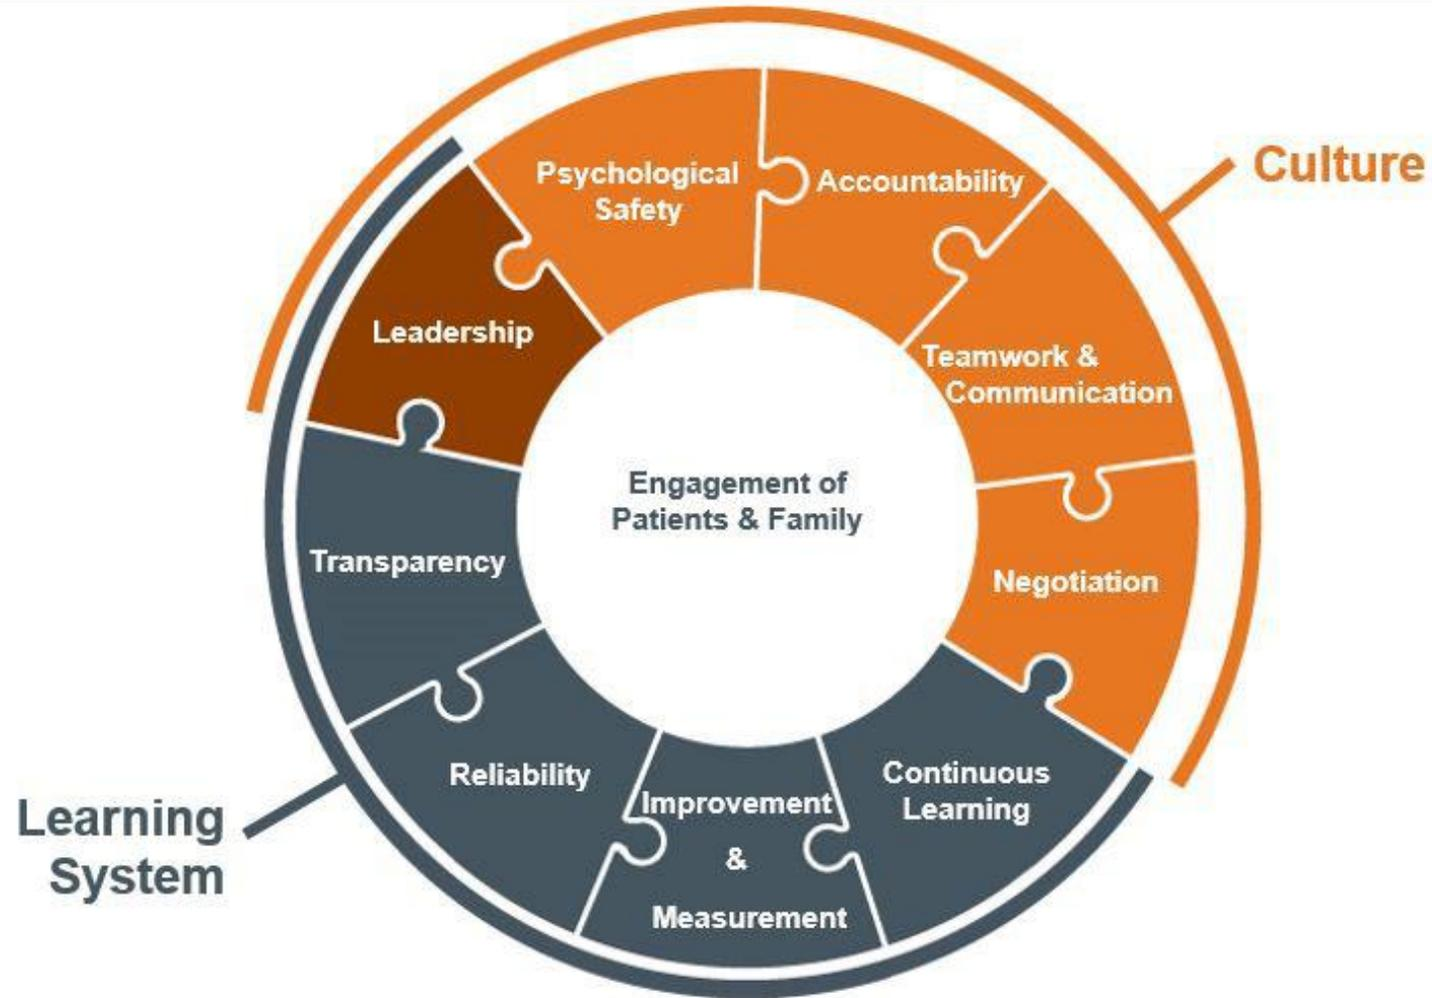 Culture
Psychological
Safety
Accountability
Leadership
Teamwork &
Communication
Engagement of
Patients & Family
Transparency
Negotiation
Reliability
Improvement
&
Measurement
Continuous
Learning
Learning
System